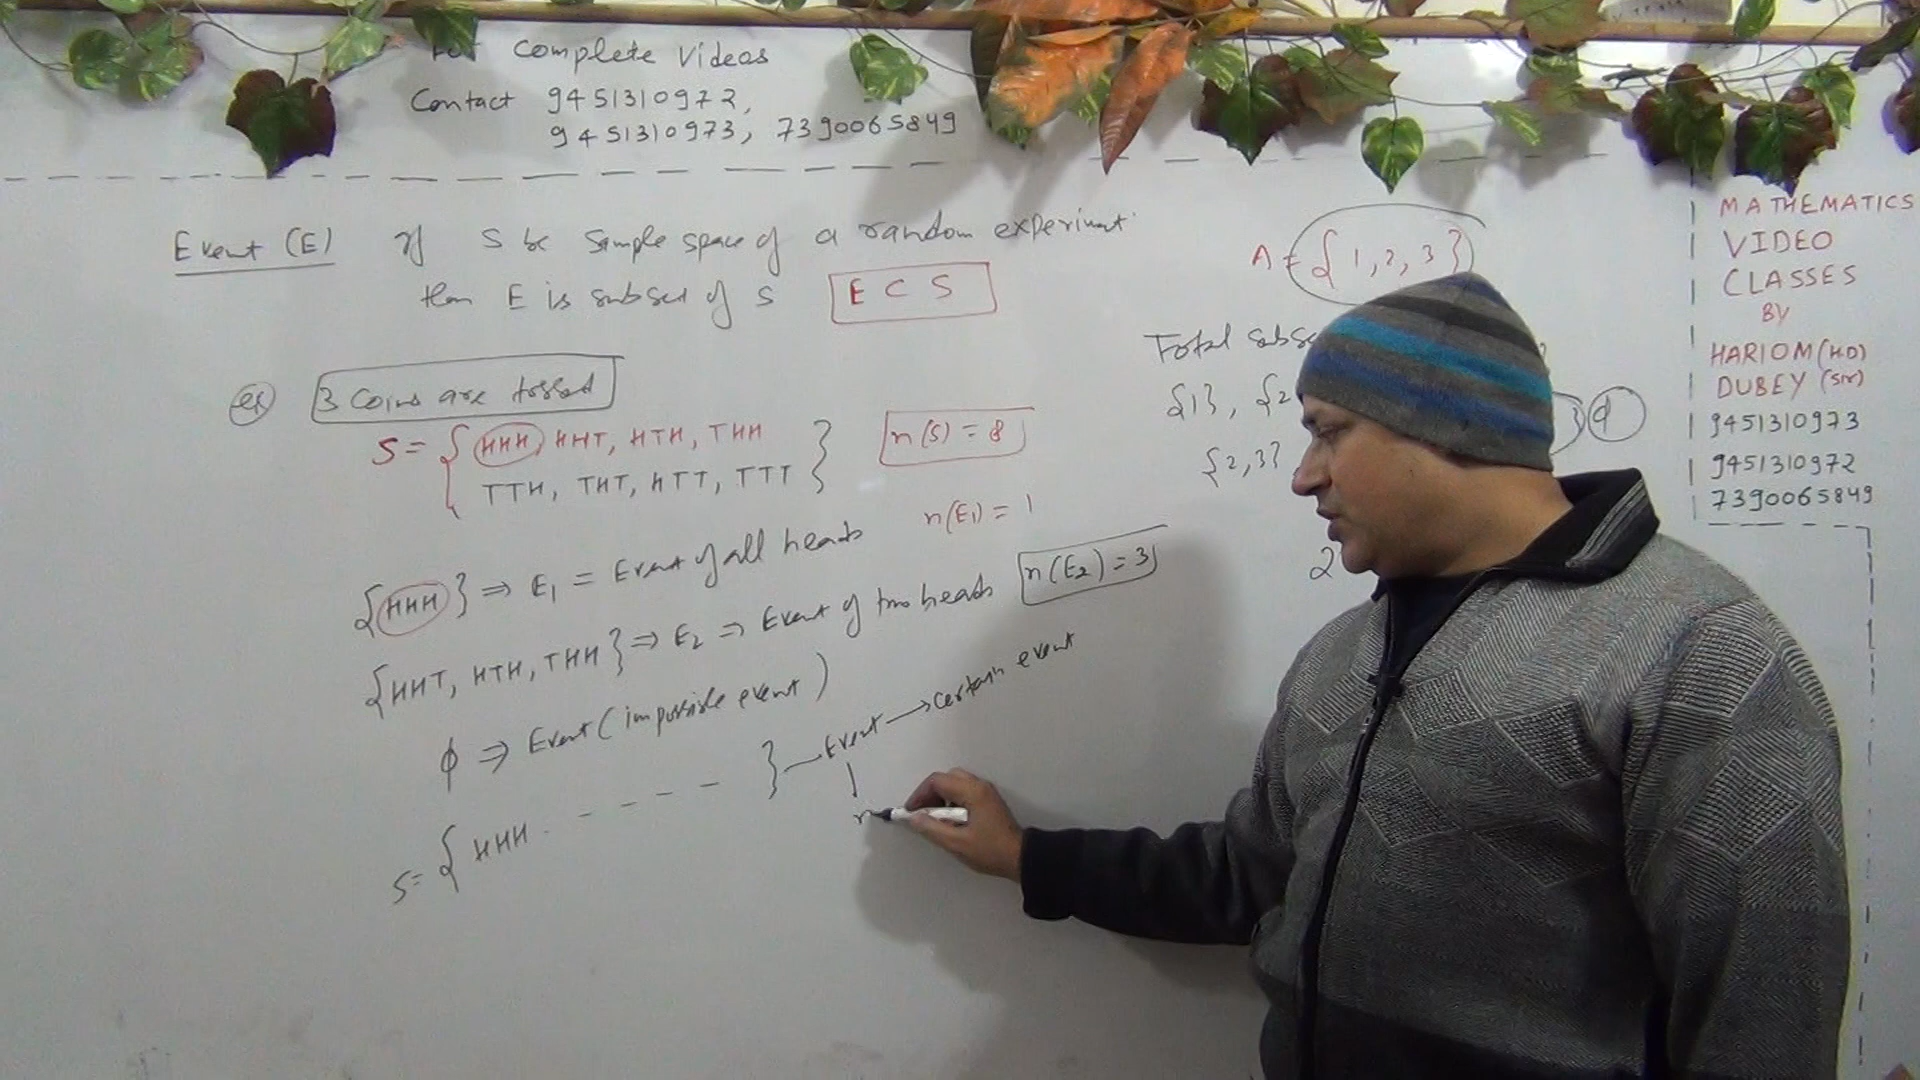 For Complete Videos
Contact 9451310972,
9451310973, 7390065849
Event (E) If S be Sample space of a random experiment
then E is subset of S E ⊂ S
ex 3 Coins are tossed
S = { HHH, HHT, HTH, THH
TTH, THT, HTT, TTT }
n(S) = 8
n(E1) = 1
{HHH} ⇒ E1 = Event of all heads
{HHT, HTH, THH} ⇒ E2 ⇒ Event of two heads n(E2) = 3
ϕ ⇒ Event (impossible event)
S = { HHH . - - - - - } — Event → Certain event
A = {1, 2, 3}
Total
{1}, {2
{2,3}
2
MATHEMATICS
VIDEO
CLASSES
BY
HARIOM (H.D)
DUBEY (Sir)
9451310973
9451310972
7390065849